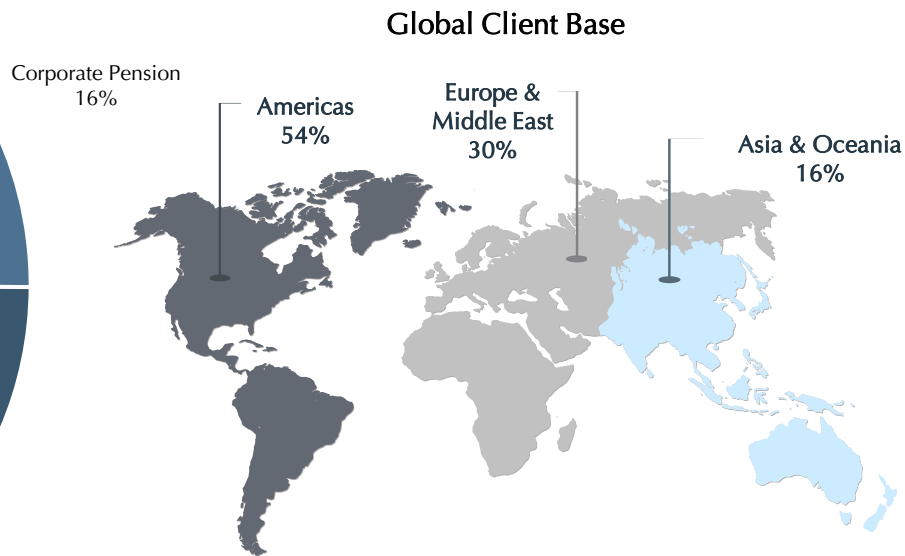 Global Client Base
Corporate Pension
16%
Americas
54%
Europe &
Middle East
30%
Asia & Oceania
16%